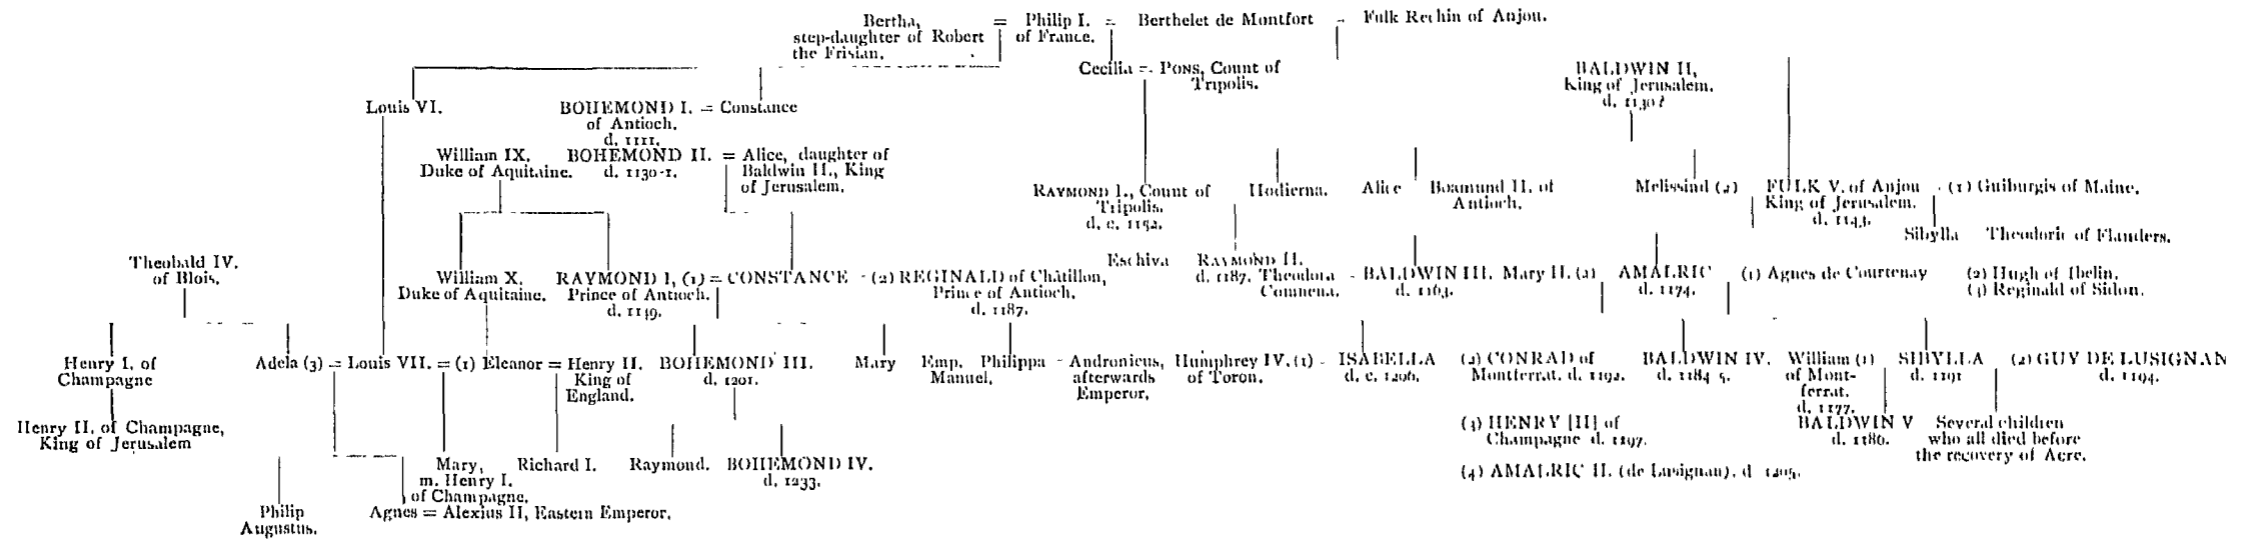 Bertha, = Philip I. = Berthelet de Montfort - Fulk Rechin of Anjou.
step-daughter of Robert of France.
the Frisian.
Cecilia = PONS, Count of Tripolis.
BALDWIN II,
King of Jerusalem.
d. 1130?
Louis VI. BOHEMOND I. = Constance
of Antioch.
d. 1111.
William IX, BOHEMOND II. = Alice, daughter of
Duke of Aquitaine. d. 1130-1. Baldwin II., King
of Jerusalem.
RAYMOND I., Count of Hodierna. Alice Boamund II. of Melissind (2) FULK V. of Anjou - (1) Guiburgis of Maine.
Tripolis. Antioch. King of Jerusalem.
d. c. 1152. d. 1143.
Sibylla Theodoric of Flanders.
Theobald IV.
of Blois.
Eschiva RAYMOND II.
d. 1187.
William X, RAYMOND I, (1) = CONSTANCE - (2) REGINALD of Châtillon, Theodora - BALDWIN III. Mary II. (2) AMALRIC (1) Agnes de Courtenay (2) Hugh of Ibelin,
Duke of Aquitaine. Prince of Antioch. Prince of Antioch, Comnena. d. 1163. d. 1174. (3) Reginald of Sidon.
d. 1149. d. 1187.
Henry I. of Adela (3) = Louis VII. = (1) Eleanor = Henry II. BOHEMOND III. Mary Emp. Philippa - Andronicus, Humphrey IV. (1) - ISABELLA (2) CONRAD of BALDWIN IV. William (1) SIBYLLA (2) GUY DE LUSIGNAN
Champagne King of d. 1201. Manuel. afterwards of Toron. d. c. 1206. Montferrat. d. 1192. d. 1184-5. of Mont- d. 1191 d. 1194.
England. Emperor. ferrat.
d. 1177.
Henry II. of Champagne, (3) HENRY [II] of BALDWIN V Several children
King of Jerusalem Champagne d. 1197. d. 1186. who all died before
the recovery of Acre.
Mary, Richard I. Raymond. BOHEMOND IV. (4) AMALRIC II. (de Lusignan), d. 1205.
m. Henry I. d. 1233.
of Champagne.
Philip Agnes = Alexius II, Eastern Emperor.
Augustus.